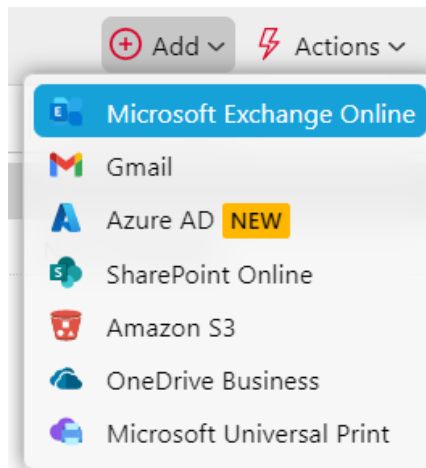 Add Actions
Microsoft Exchange Online
Gmail
Azure AD NEW
SharePoint Online
Amazon S3
OneDrive Business
Microsoft Universal Print